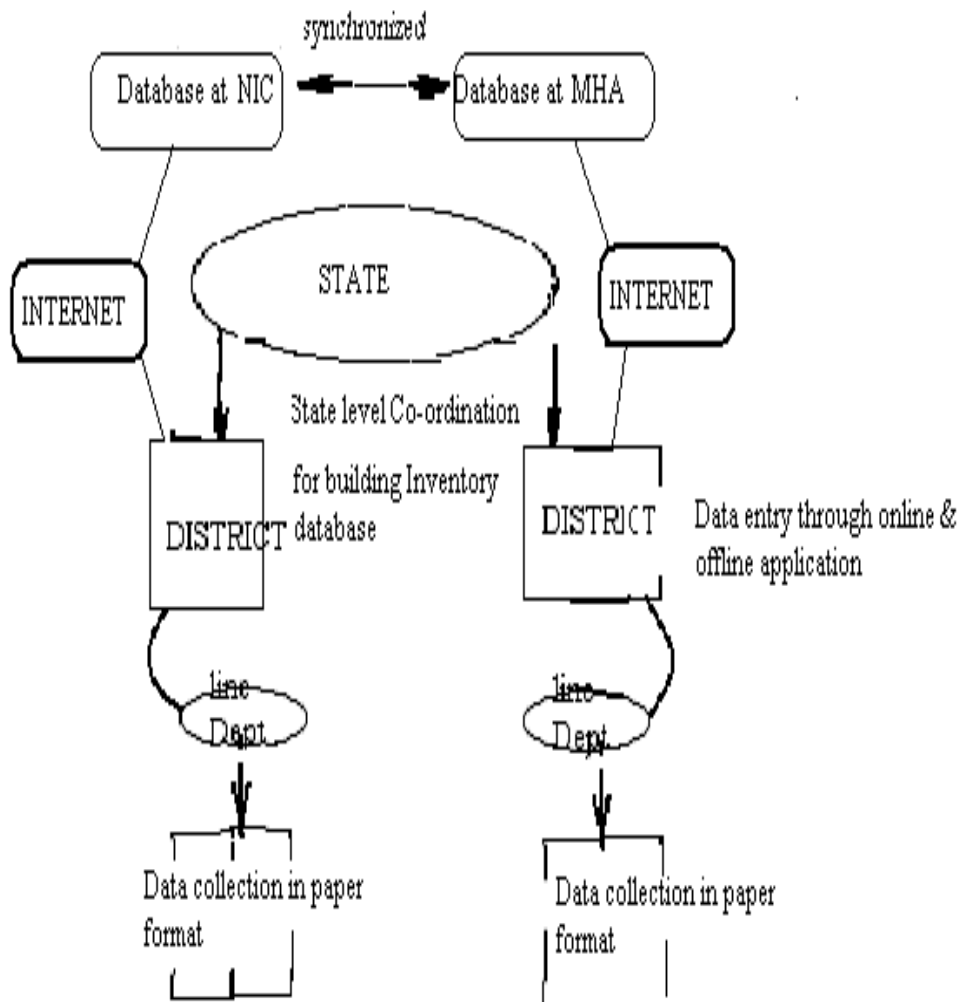 synchronized
Database at NIC
Database at MHA
STATE
INTERNET
INTERNET
State level Co-ordination
for building Inventory
database
DISTRICT
DISTRICT
Data entry through online &
offline application
line
Dept
line
Dept
Data collection in paper
format
Data collection in paper
format